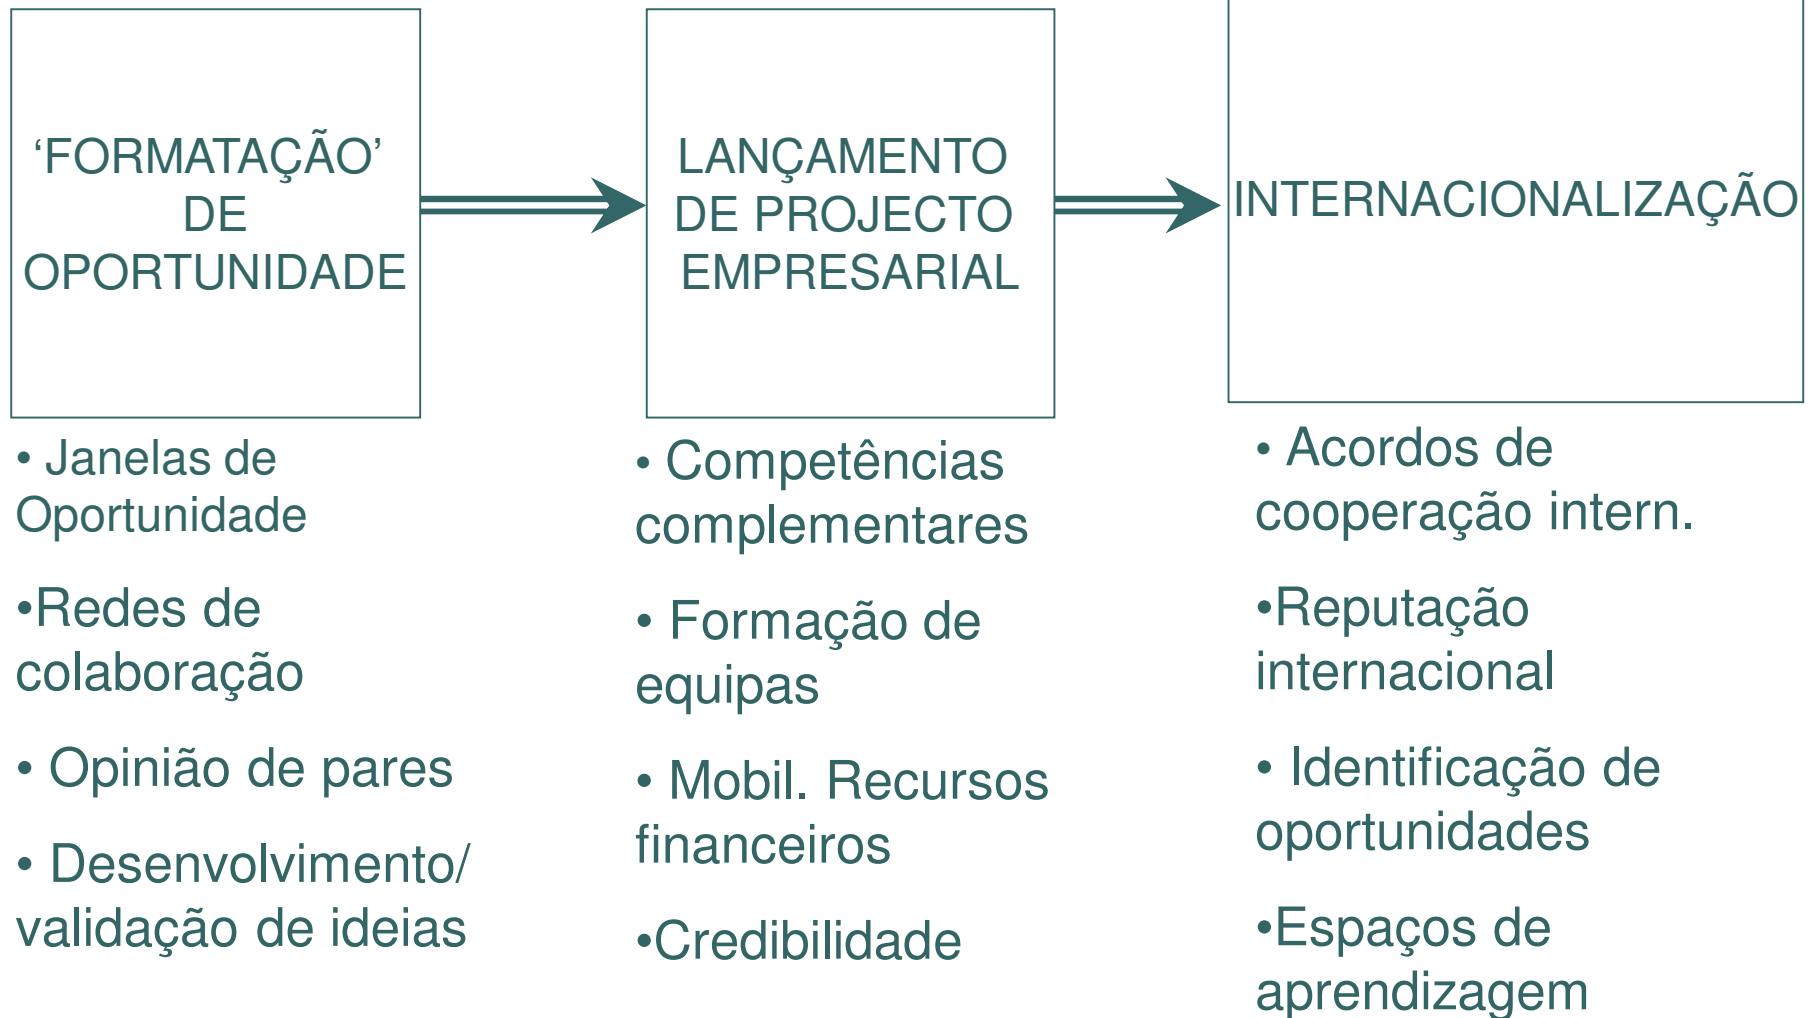 ‘FORMATAÇÃO’
DE
OPORTUNIDADE
LANÇAMENTO
DE PROJECTO
EMPRESARIAL
INTERNACIONALIZAÇÃO
• Janelas de
Oportunidade
•Redes de
colaboração
• Opinião de pares
• Desenvolvimento/
validação de ideias
• Competências
complementares
• Formação de
equipas
• Mobil. Recursos
financeiros
•Credibilidade
• Acordos de
cooperação intern.
•Reputação
internacional
• Identificação de
oportunidades
•Espaços de
aprendizagem